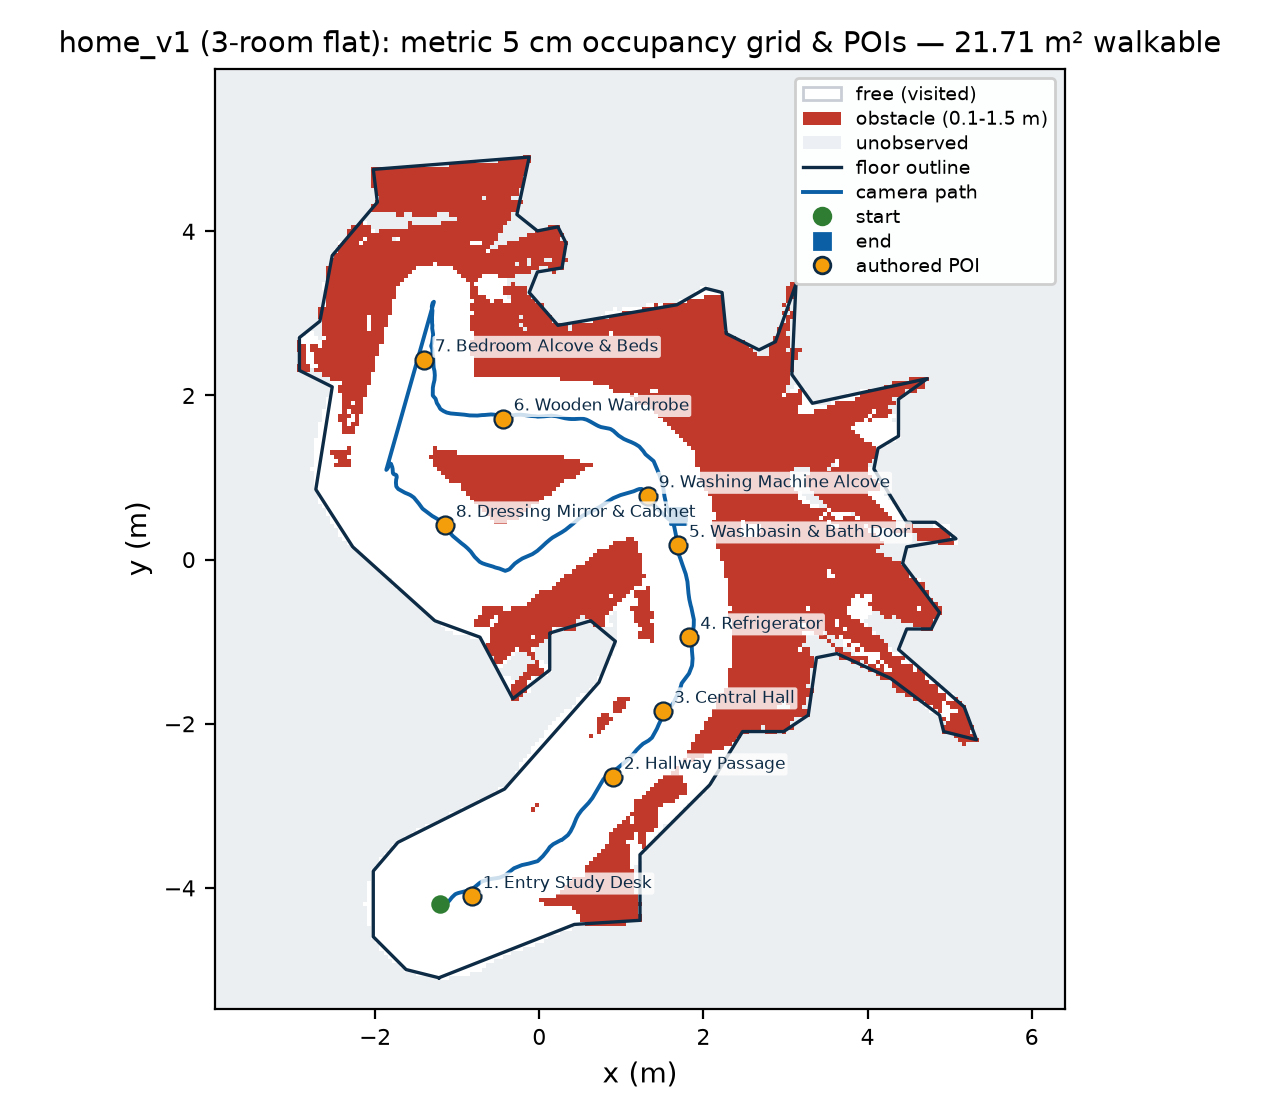 home_v1 (3-room flat): metric 5 cm occupancy grid & POIs — 21.71 m² walkable
free (visited)
obstacle (0.1-1.5 m)
unobserved
floor outline
camera path
start
end
authored POI
7. Bedroom Alcove & Beds
6. Wooden Wardrobe
9. Washing Machine Alcove
8. Dressing Mirror & Cabinet
5. Washbasin & Bath Door
4. Refrigerator
3. Central Hall
2. Hallway Passage
1. Entry Study Desk
4
2
0
−2
−4
y (m)
−2
0
2
4
6
x (m)